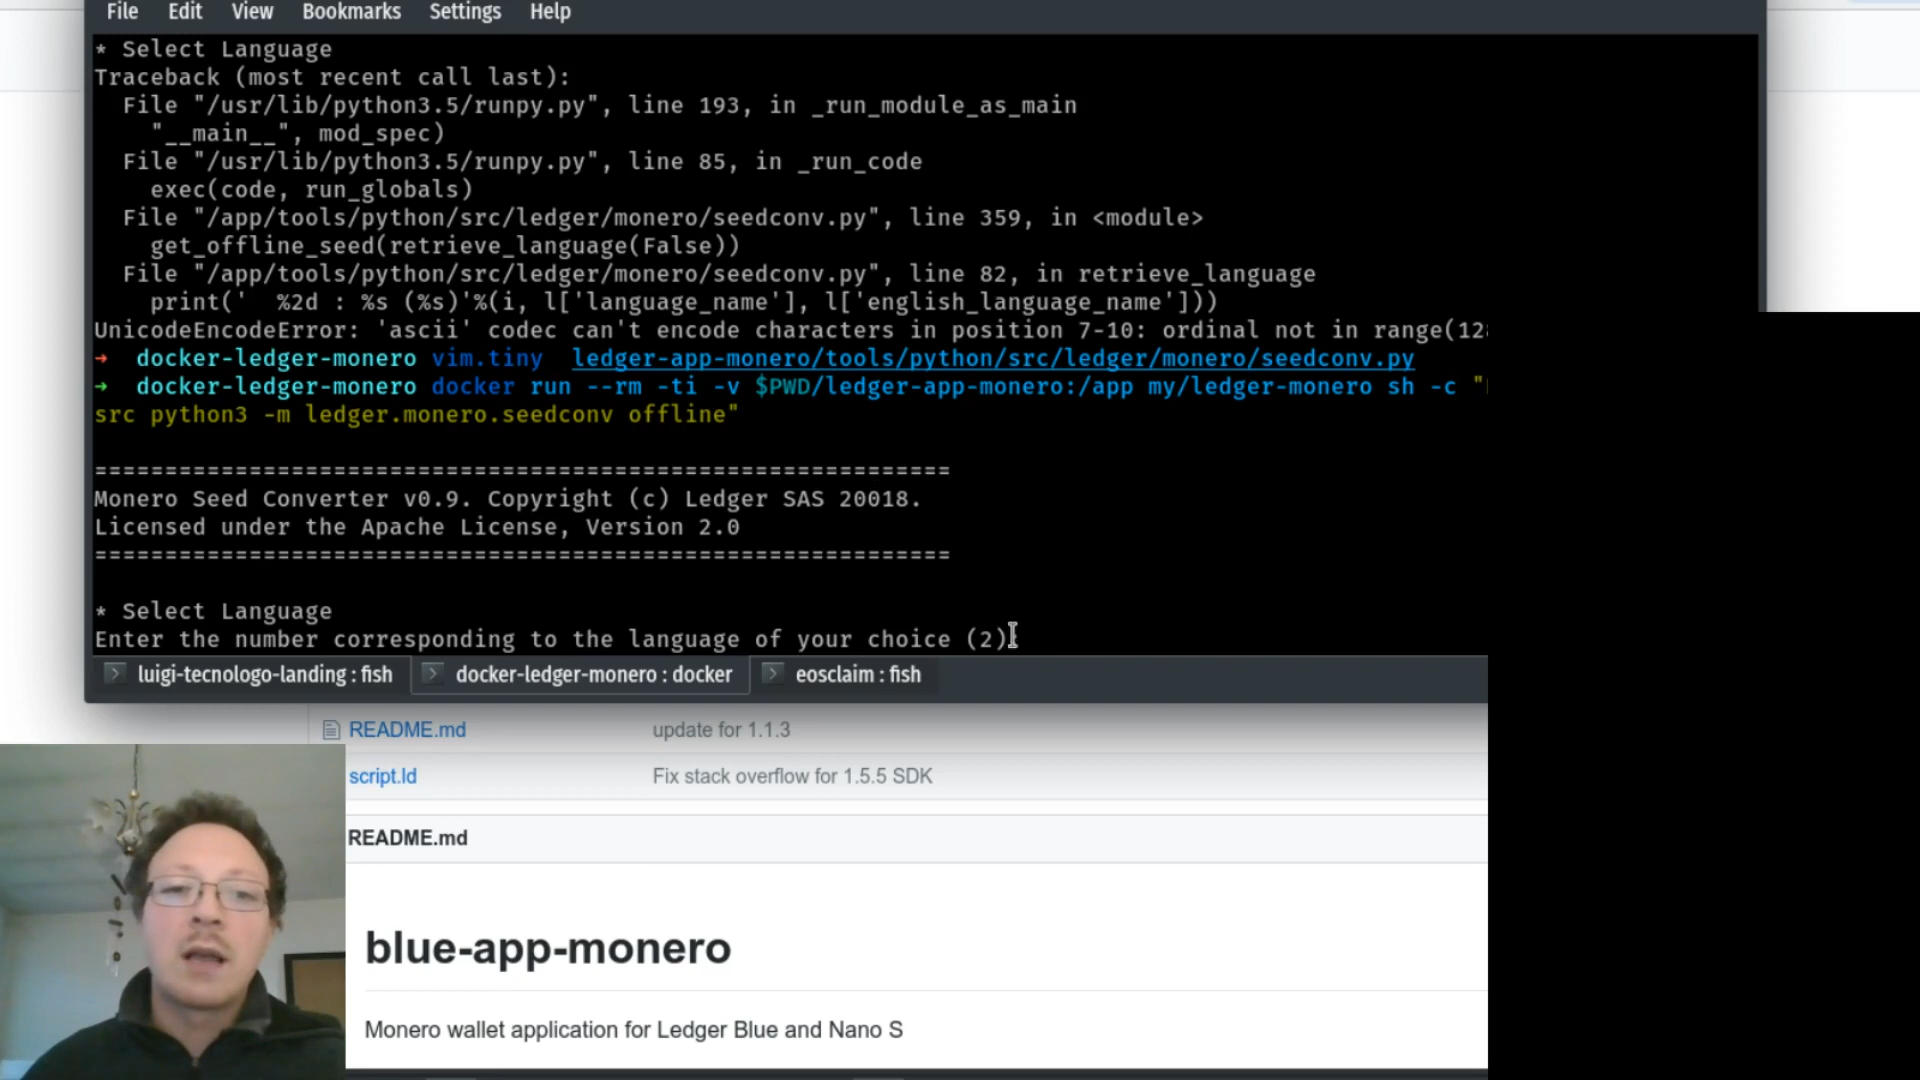 File Edit View Bookmarks Settings Help
* Select Language
Traceback (most recent call last):
File "/usr/lib/python3.5/runpy.py", line 193, in _run_module_as_main
"__main__", mod_spec)
File "/usr/lib/python3.5/runpy.py", line 85, in _run_code
exec(code, run_globals)
File "/app/tools/python/src/ledger/monero/seedconv.py", line 359, in <module>
get_offline_seed(retrieve_language(False))
File "/app/tools/python/src/ledger/monero/seedconv.py", line 82, in retrieve_language
print('  %2d : %s (%s)'%(i, l['language_name'], l['english_language_name']))
UnicodeEncodeError: 'ascii' codec can't encode characters in position 7-10: ordinal not in range(12
→ docker-ledger-monero vim.tiny ledger-app-monero/tools/python/src/ledger/monero/seedconv.py
→ docker-ledger-monero docker run --rm -ti -v $PWD/ledger-app-monero:/app my/ledger-monero sh -c "
src python3 -m ledger.monero.seedconv offline"
=============================================================
Monero Seed Converter v0.9. Copyright (c) Ledger SAS 20018.
Licensed under the Apache License, Version 2.0
=============================================================
* Select Language
Enter the number corresponding to the language of your choice (2)
luigi-tecnologo-landing : fish docker-ledger-monero : docker eosclaim : fish
README.md update for 1.1.3
script.ld Fix stack overflow for 1.5.5 SDK
README.md
blue-app-monero
Monero wallet application for Ledger Blue and Nano S